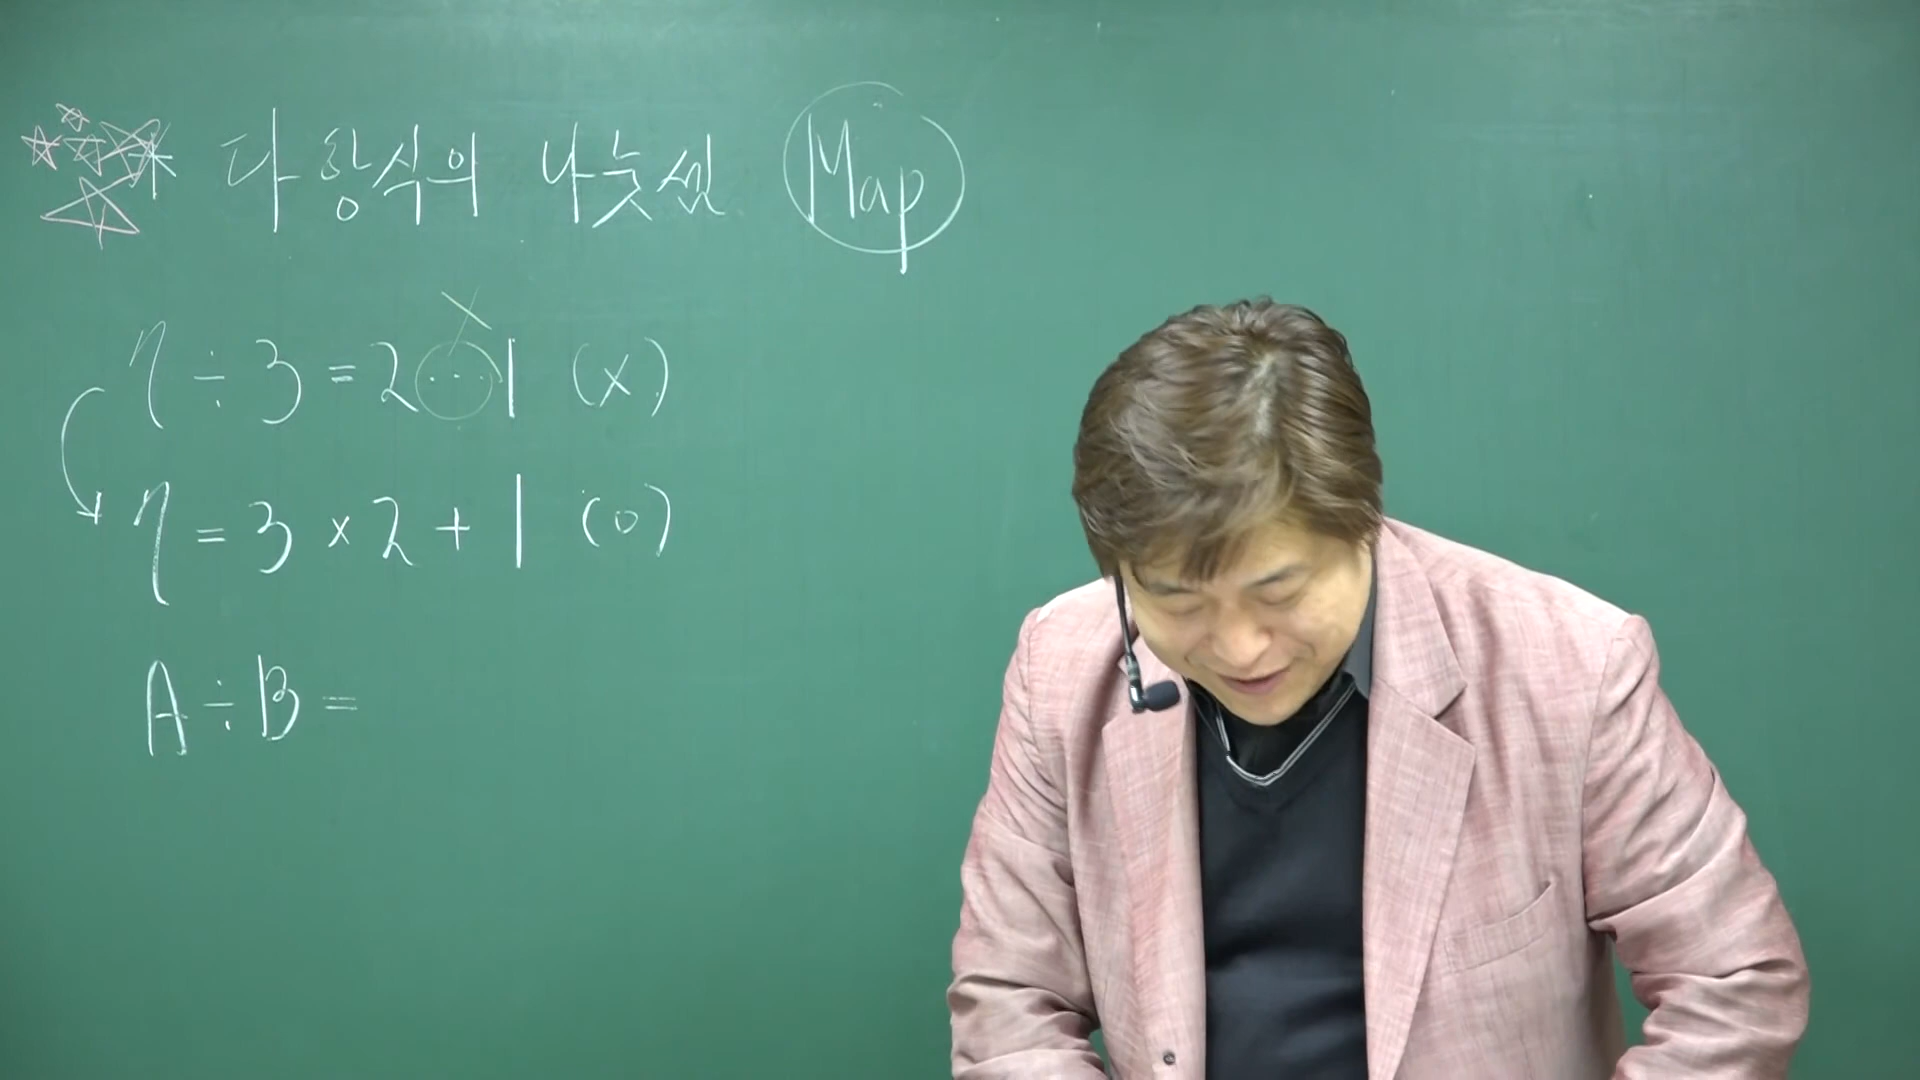 다항식의 나눗셈 Map
7 ÷ 3 = 2 ··· 1 (x)
7 = 3 × 2 + 1 (o)
A ÷ B =